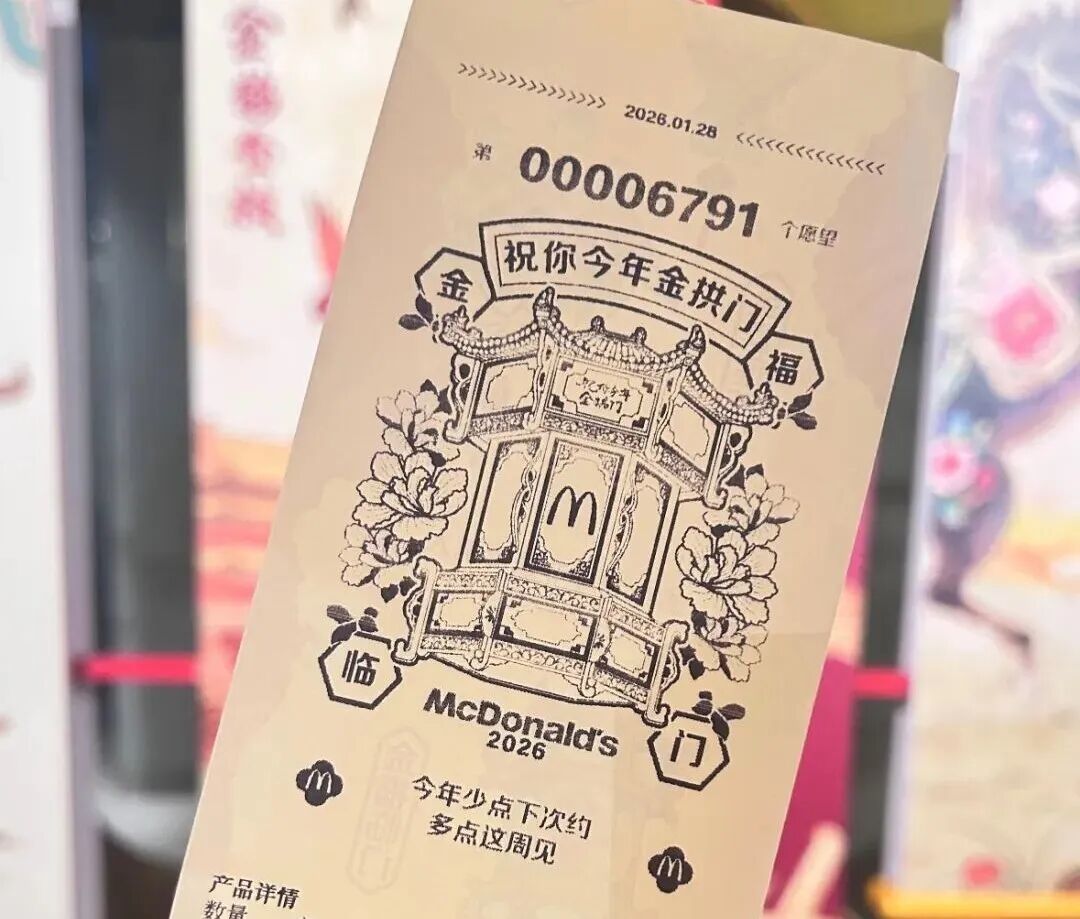 2026.01.28
第 00006791 个愿望
祝你今年金拱门
金
福
祝你今年
金拱门
临
门
McDonald's
2026
今年少点下次约
多点这周见
产品详情
数量